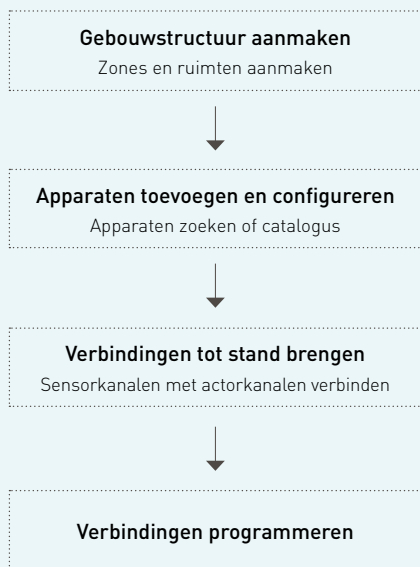 Gebouwstructuur aanmaken
Zones en ruimten aanmaken
Apparaten toevoegen en configureren
Apparaten zoeken of catalogus
Verbindingen tot stand brengen
Sensorkanalen met actorkanalen verbinden
Verbindingen programmeren